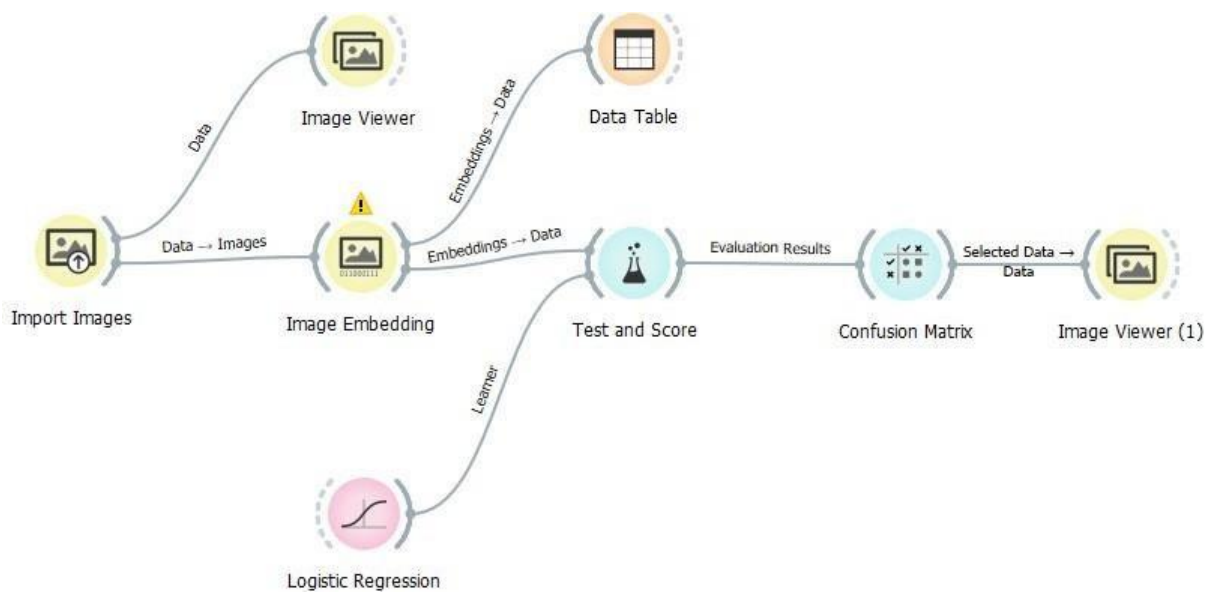 Image Viewer
Data Table
Data
Embeddings → Data
Import Images
Data → Images
011000111
Image Embedding
Embeddings → Data
Test and Score
Evaluation Results
Confusion Matrix
Selected Data →
Data
Image Viewer (1)
Learner
Logistic Regression